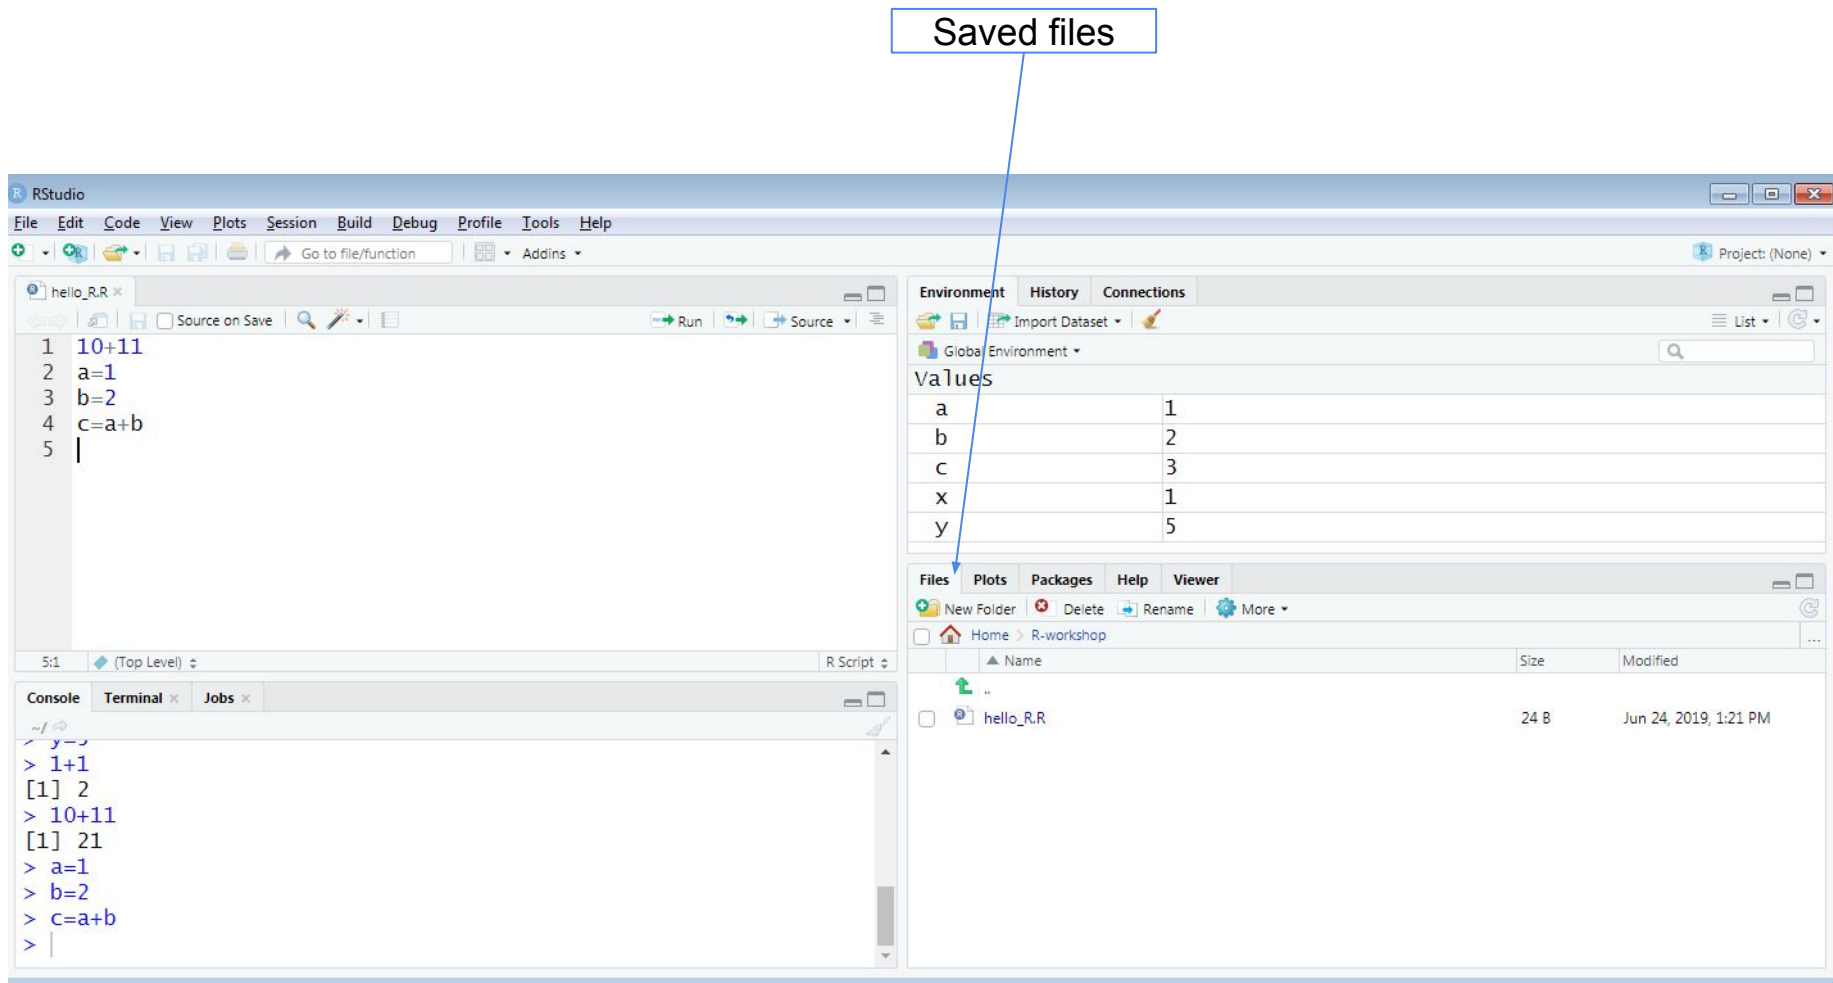 Saved files
RStudio
File Edit Code View Plots Session Build Debug Profile Tools Help
Go to file/function Addins Project: (None)
hello_R.R
Source on Save Run Source
1 10+11
2 a=1
3 b=2
4 c=a+b
5
5:1 (Top Level) R Script
Console Terminal Jobs
~/
> y=5
> 1+1
[1] 2
> 10+11
[1] 21
> a=1
> b=2
> c=a+b
>
Environment History Connections
Import Dataset List
Global Environment
Values
a 1
b 2
c 3
x 1
y 5
Files Plots Packages Help Viewer
New Folder Delete Rename More
Home > R-workshop ...
Name Size Modified
..
hello_R.R 24 B Jun 24, 2019, 1:21 PM